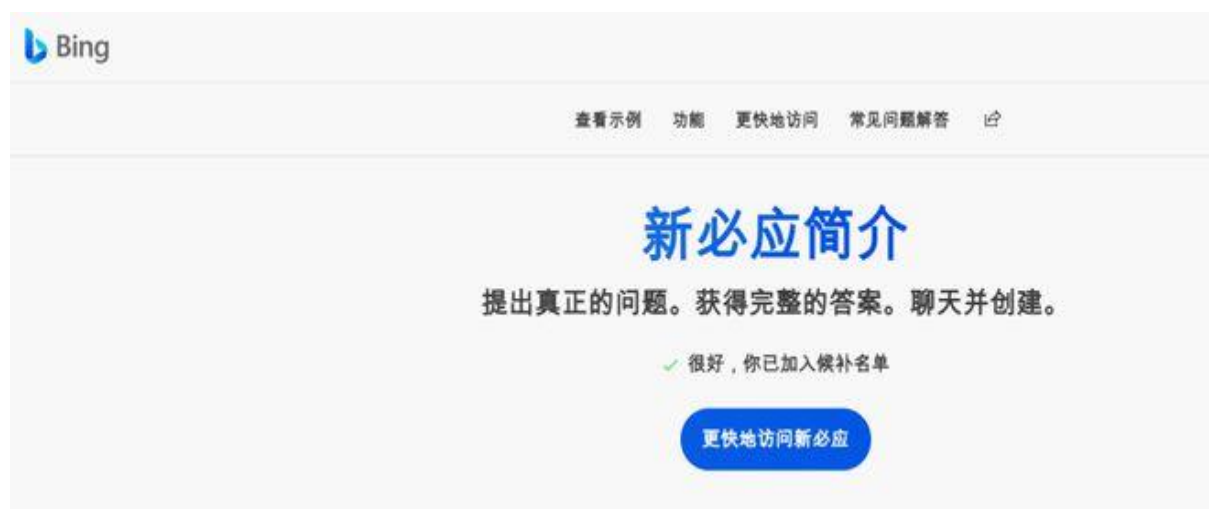 Bing
查看示例 功能 更快地访问 常见问题解答
新必应简介
提出真正的问题。获得完整的答案。聊天并创建。
很好，你已加入候补名单
更快地访问新必应